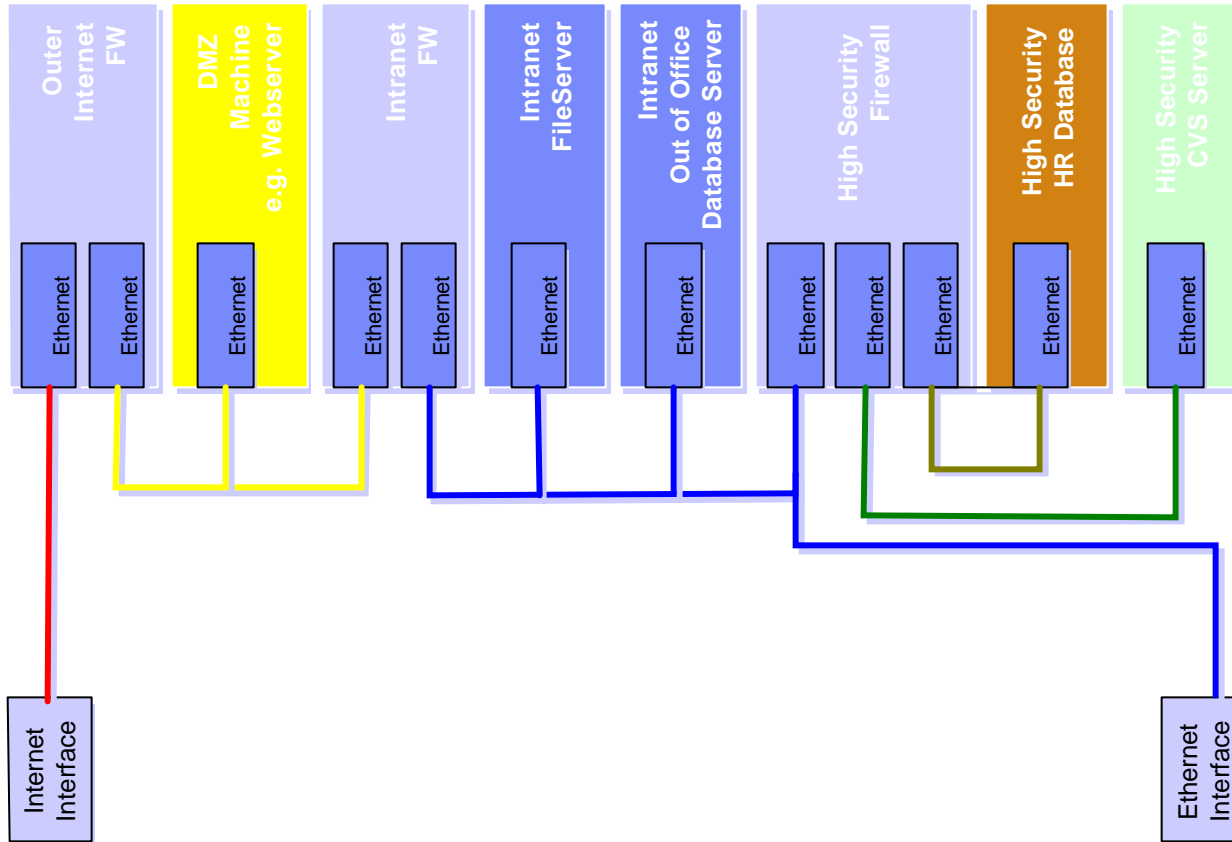 Outer
Internet
FW
DMZ
Machine
e.g. Webserver
Intranet
FW
Intranet
FileServer
Intranet
Out of Office
Database Server
High Security
Firewall
High Security
HR Database
High Security
CVS Server
Ethernet
Ethernet
Ethernet
Ethernet
Ethernet
Ethernet
Ethernet
Ethernet
Ethernet
Ethernet
Ethernet
Ethernet
Internet
Interface
Ethernet
Interface